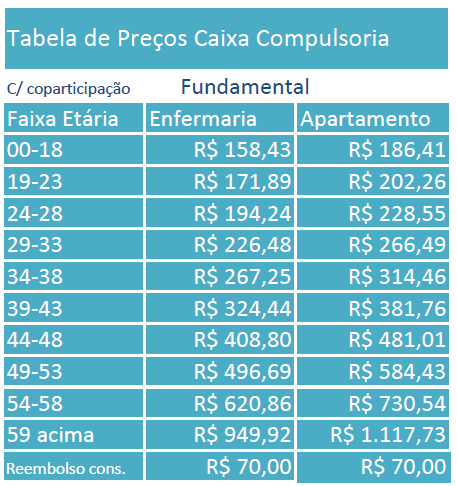 Tabela de Preços Caixa Compulsoria
C/ coparticipação Fundamental
Faixa Etária Enfermaria Apartamento
00-18 R$ 158,43 R$ 186,41
19-23 R$ 171,89 R$ 202,26
24-28 R$ 194,24 R$ 228,55
29-33 R$ 226,48 R$ 266,49
34-38 R$ 267,25 R$ 314,46
39-43 R$ 324,44 R$ 381,76
44-48 R$ 408,80 R$ 481,01
49-53 R$ 496,69 R$ 584,43
54-58 R$ 620,86 R$ 730,54
59 acima R$ 949,92 R$ 1.117,73
Reembolso cons. R$ 70,00 R$ 70,00